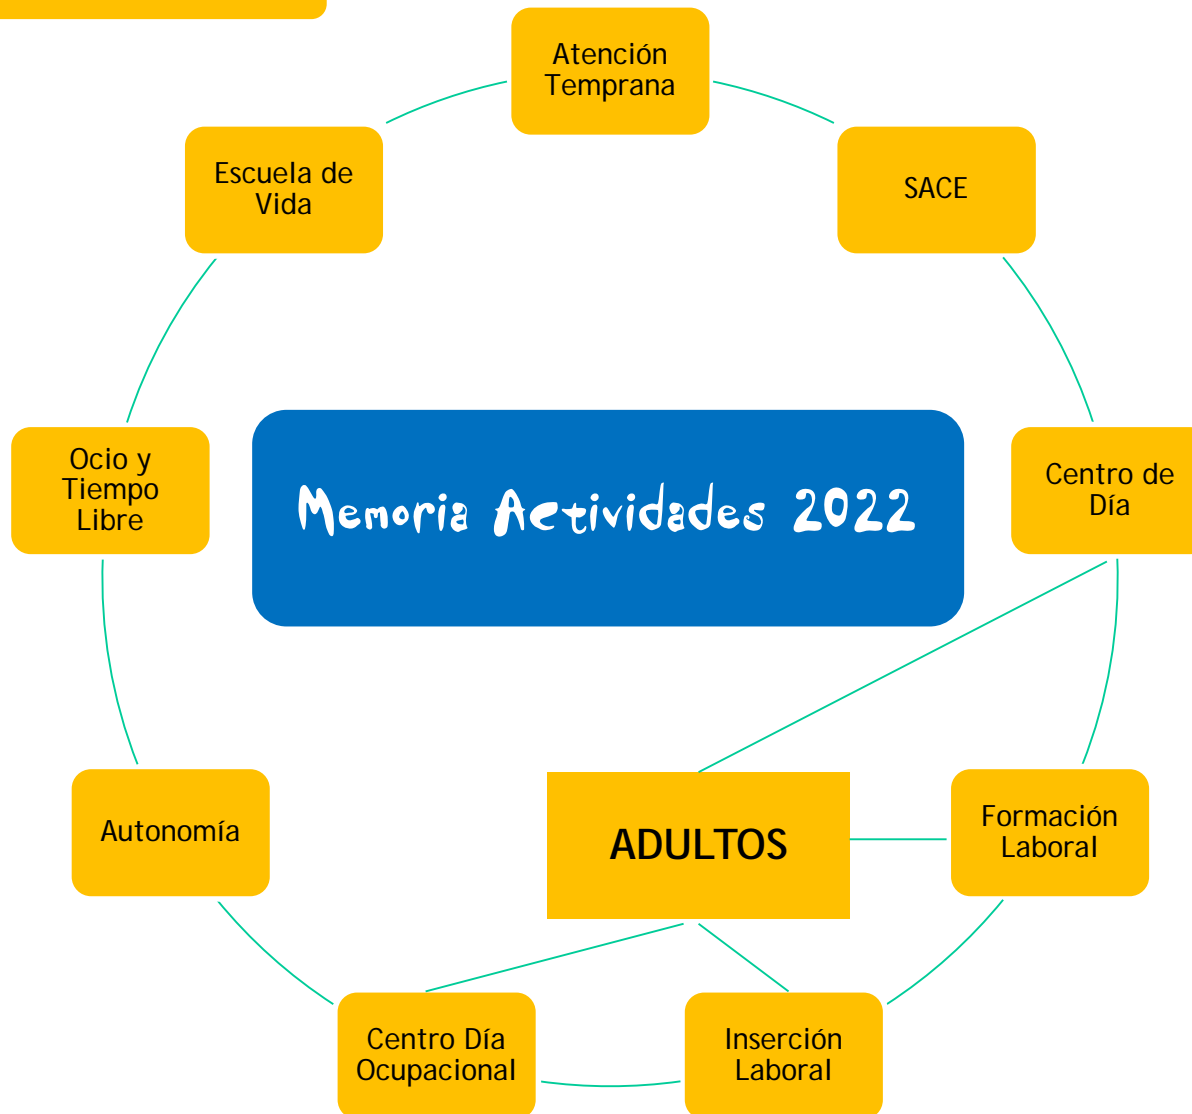 Atención
Temprana
Escuela de
Vida
SACE
Ocio y
Tiempo
Libre
Memoria Actividades 2022
Centro de
Día
Autonomía
ADULTOS
Formación
Laboral
Centro Día
Ocupacional
Inserción
Laboral